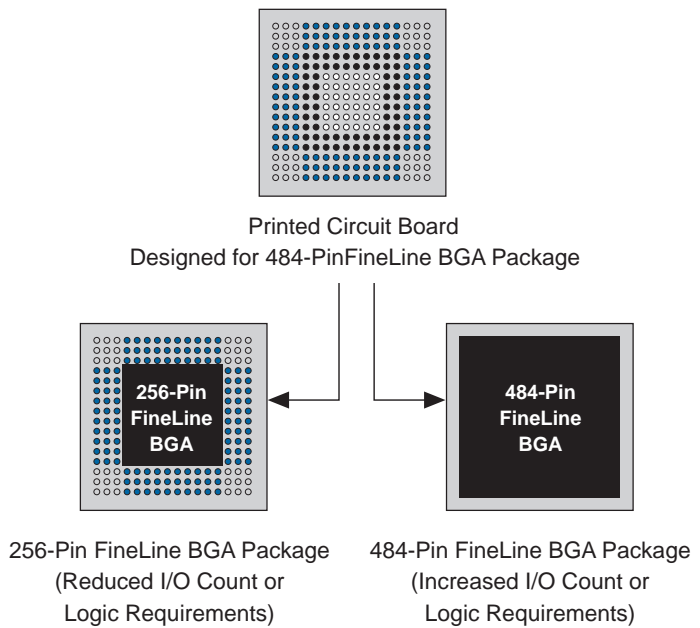 Printed Circuit Board
Designed for 484-PinFineLine BGA Package
256-Pin
FineLine
BGA
484-Pin
FineLine
BGA
256-Pin FineLine BGA Package
(Reduced I/O Count or
Logic Requirements)
484-Pin FineLine BGA Package
(Increased I/O Count or
Logic Requirements)